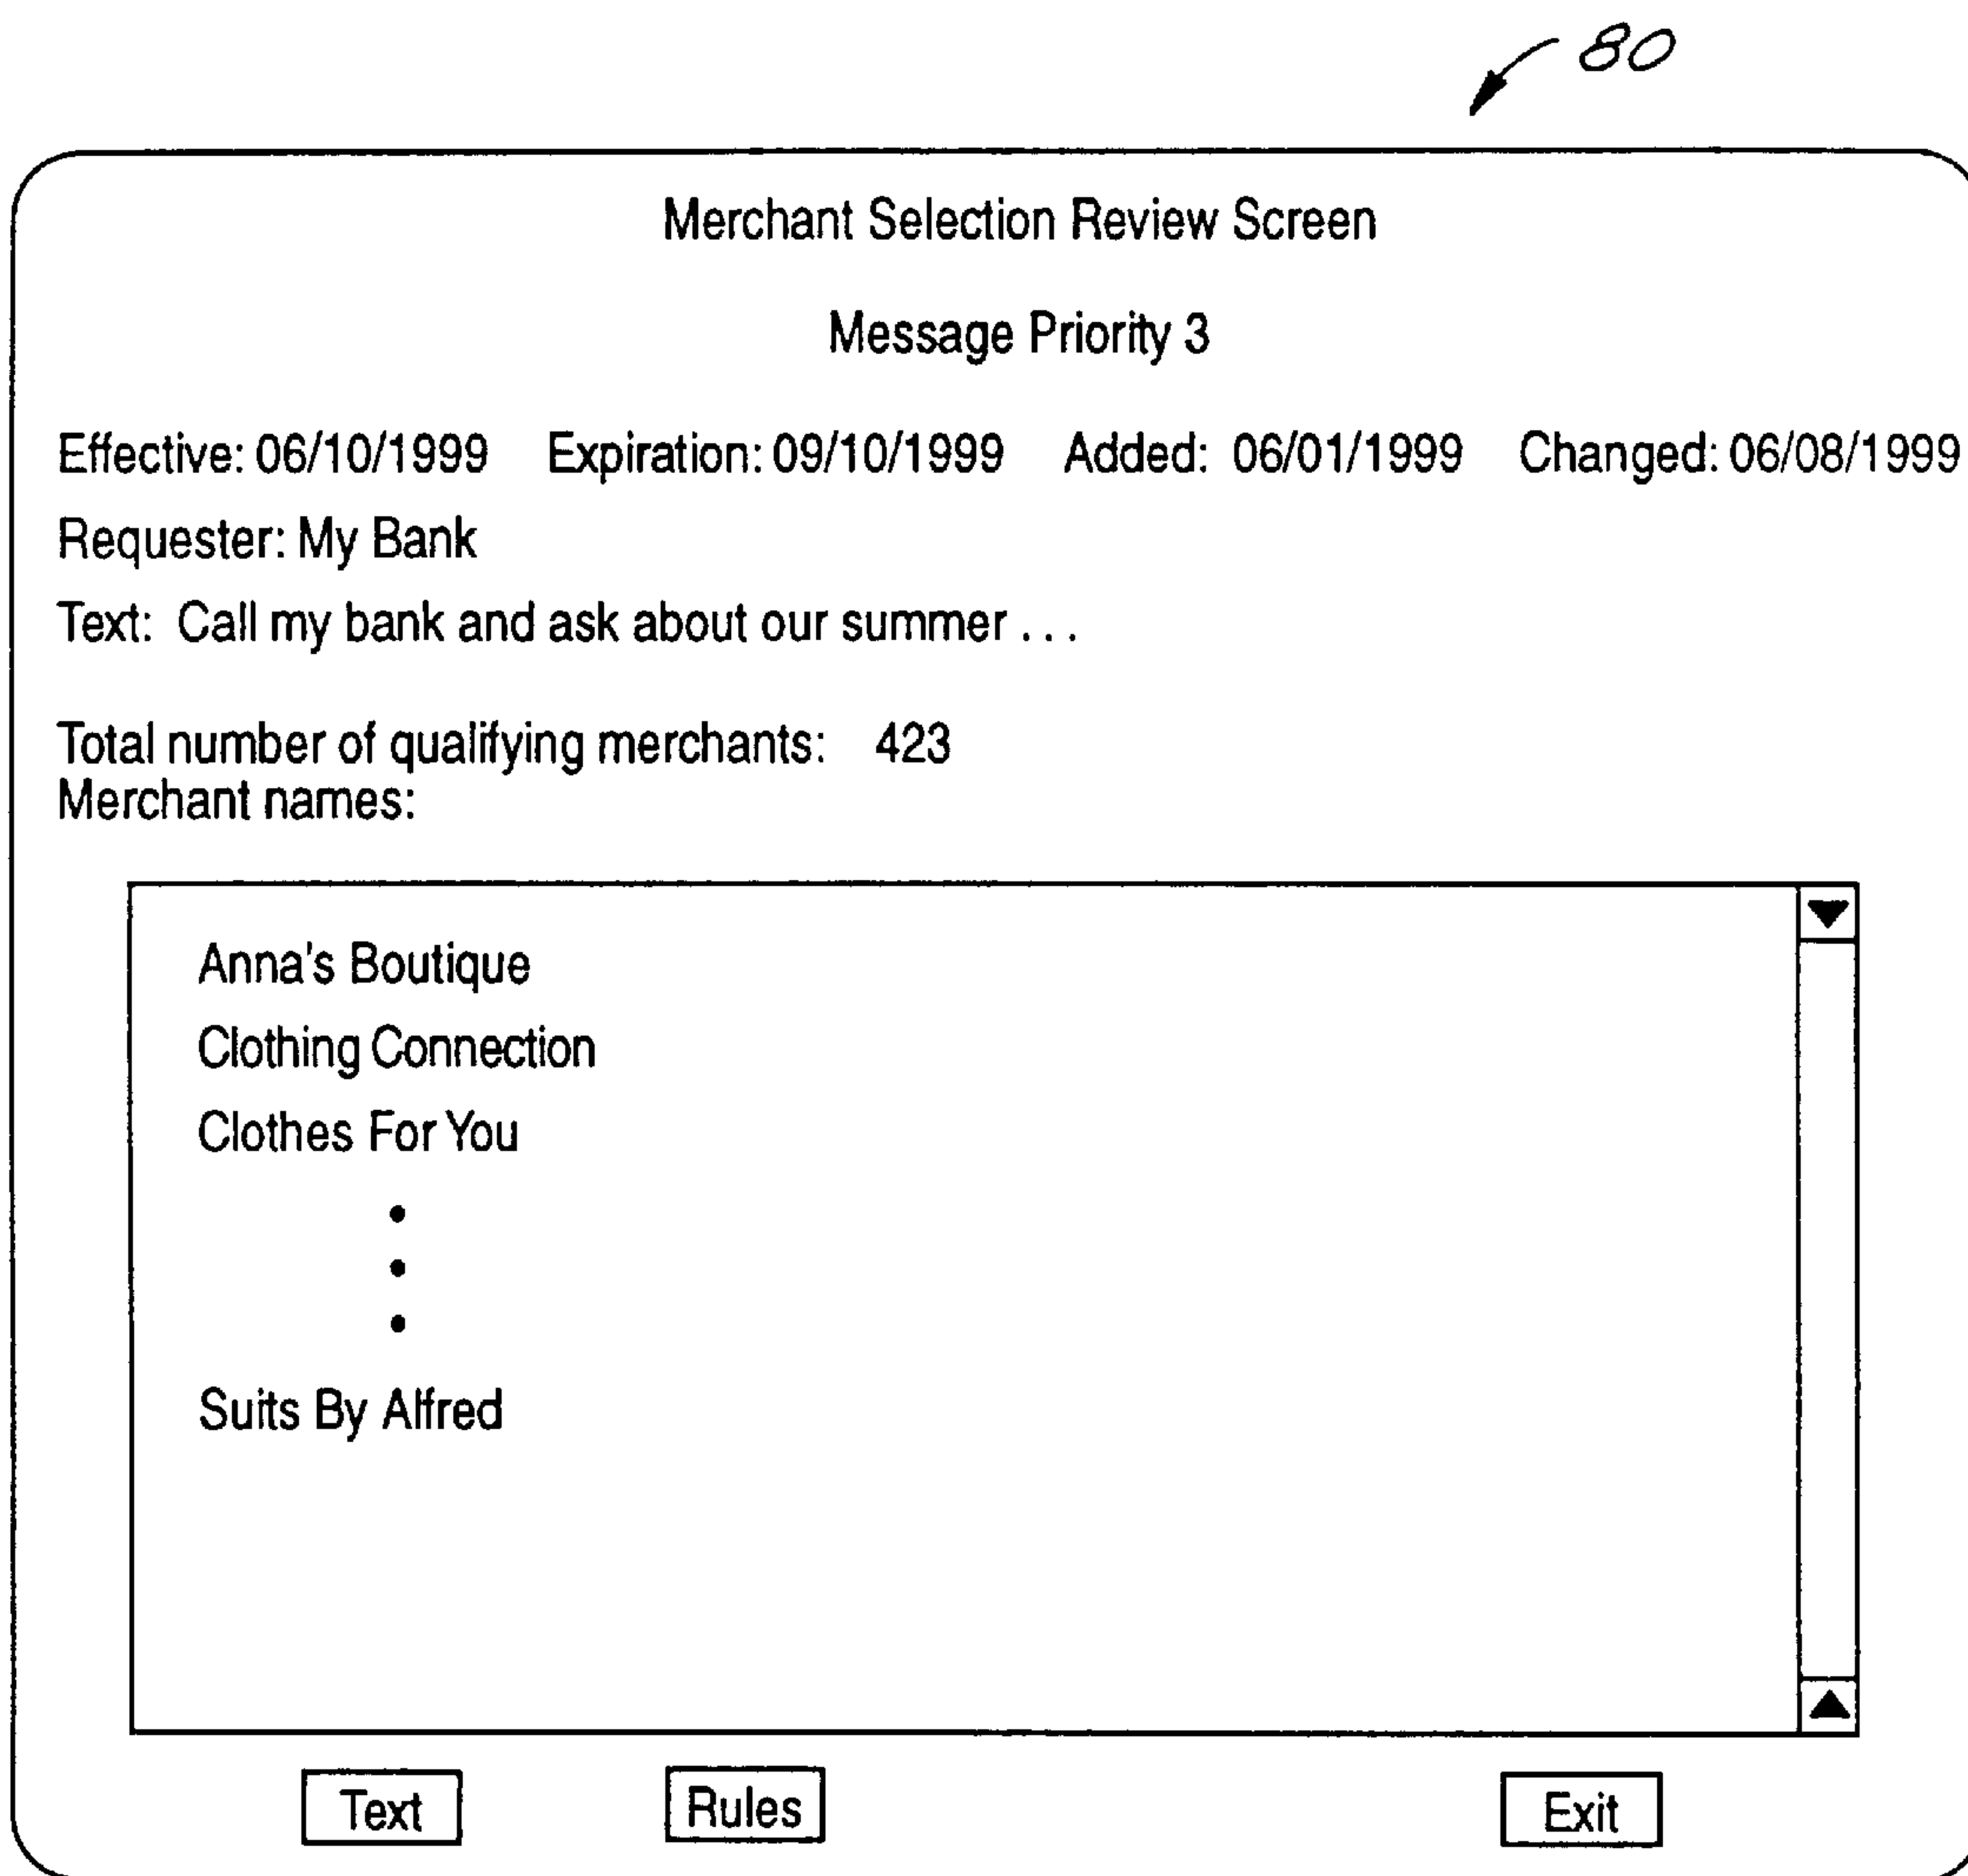 80
Merchant Selection Review Screen
Message Priority 3
Effective: 06/10/1999 Expiration: 09/10/1999 Added: 06/01/1999 Changed: 06/08/1999
Requester: My Bank
Text: Call my bank and ask about our summer . . .
Total number of qualifying merchants: 423
Merchant names:
Anna's Boutique
Clothing Connection
Clothes For You
Suits By Alfred
Text Rules Exit